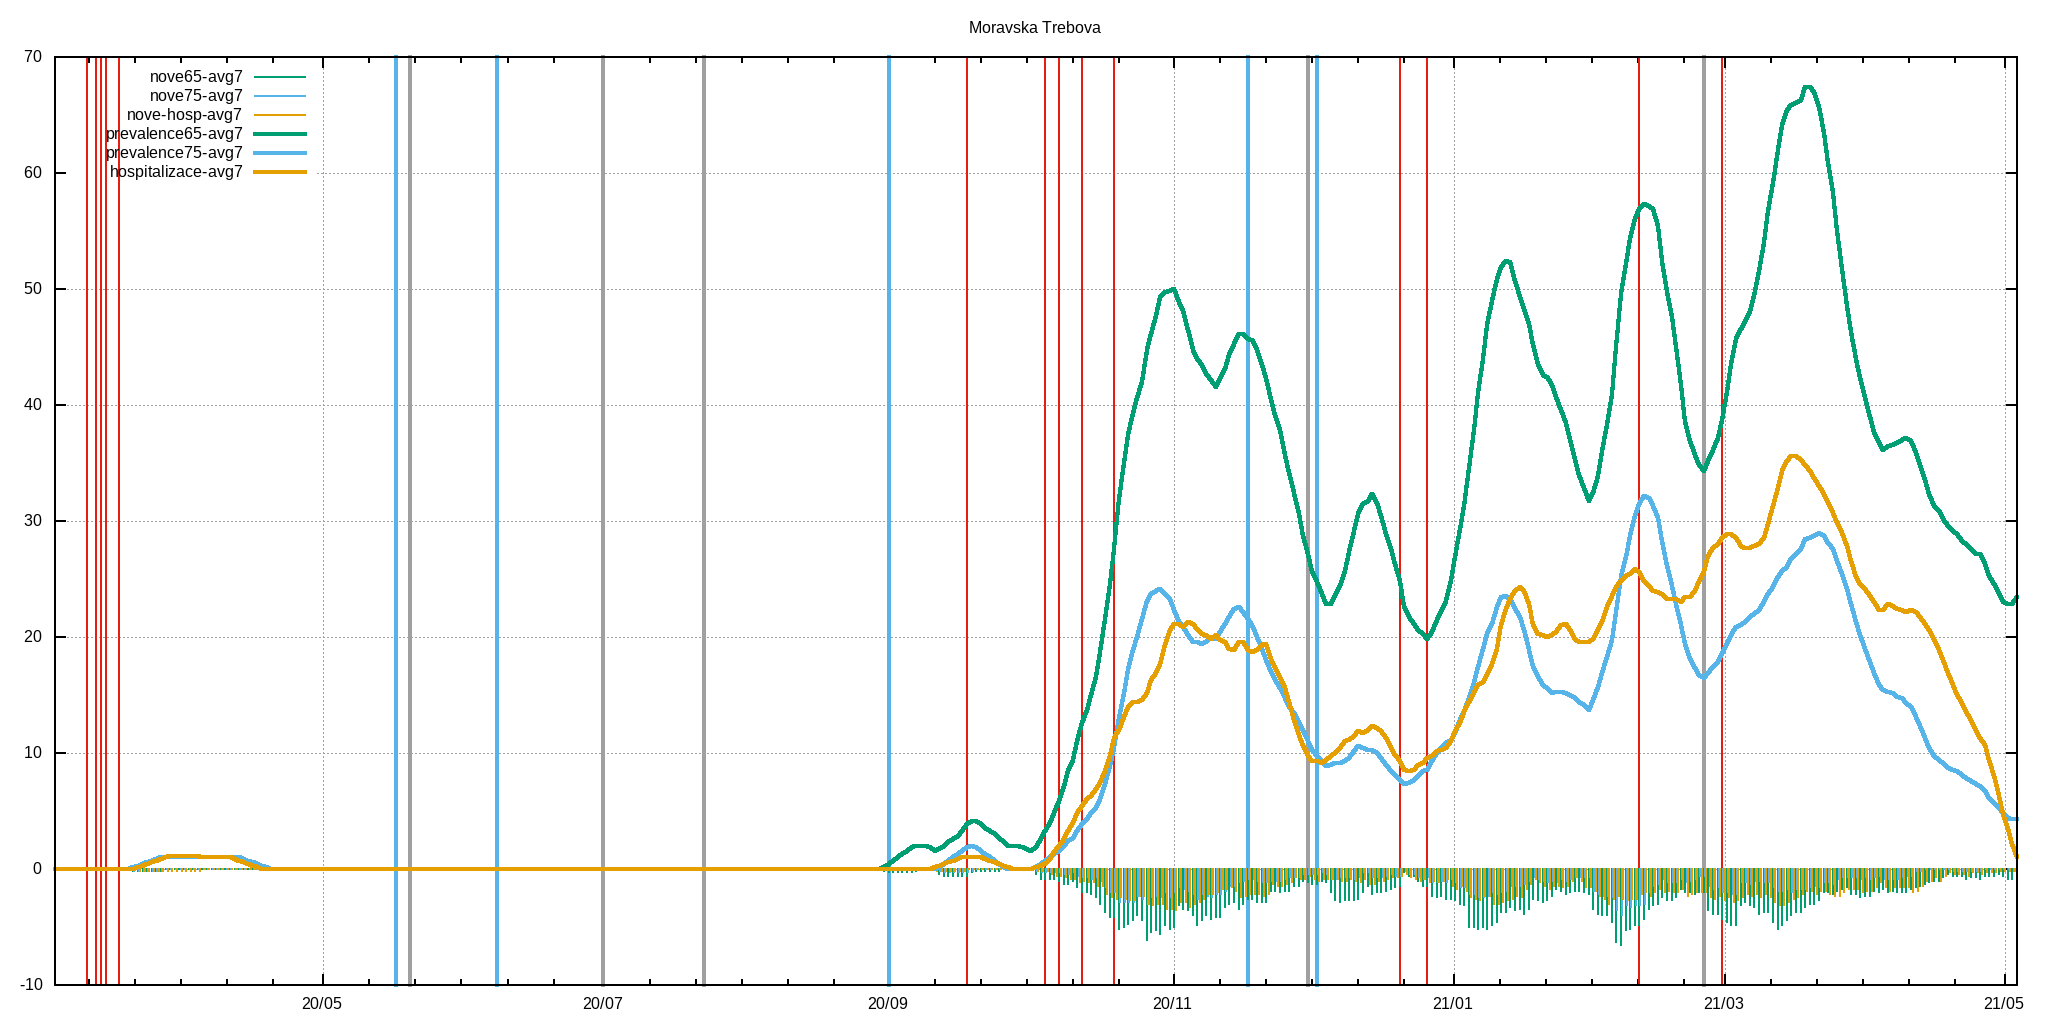 Moravska Trebova
70
nove65-avg7
nove75-avg7
nove-hosp-avg7
prevalence65-avg7
prevalence75-avg7
hospitalizace-avg7
60
50
40
30
20
10
0
-10
20/05 20/07 20/09 20/11 21/01 21/03 21/05